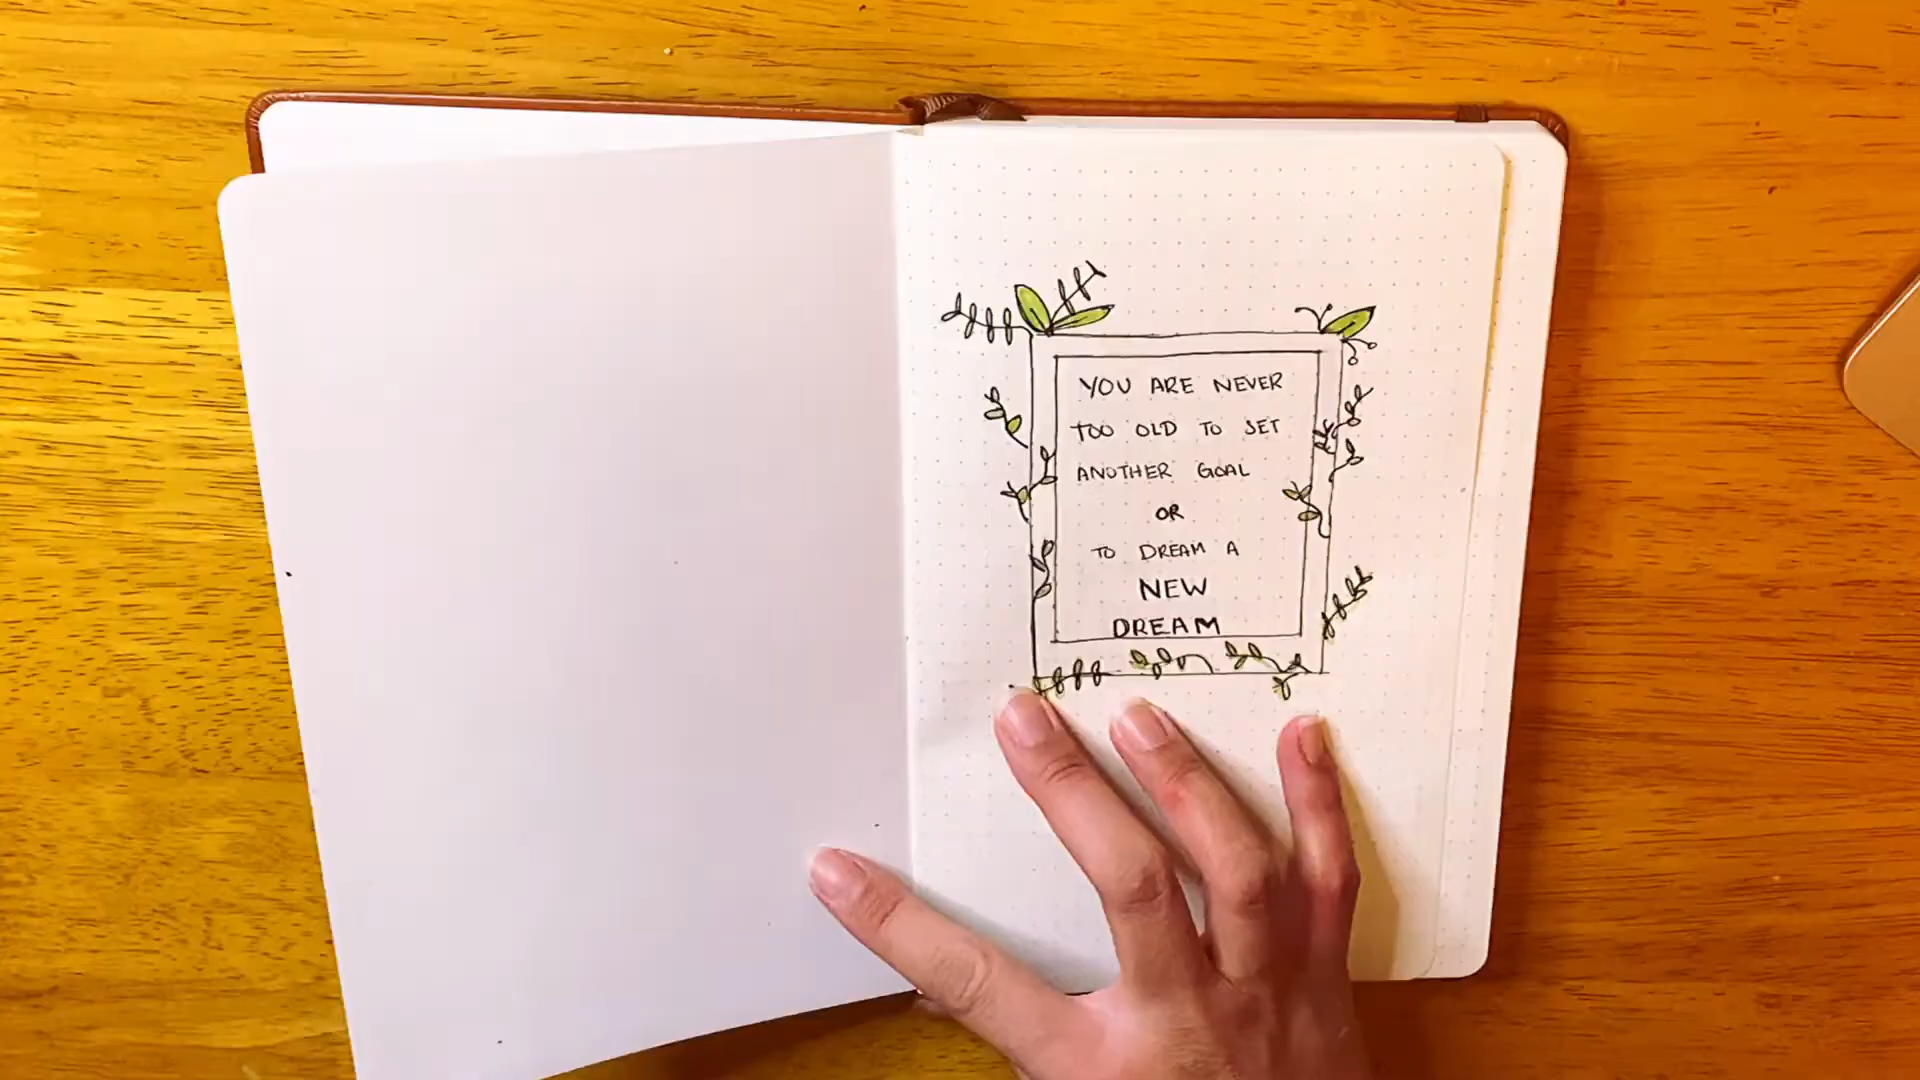 YOU ARE NEVER
TOO OLD TO SET
ANOTHER GOAL
OR
TO DREAM A
NEW
DREAM